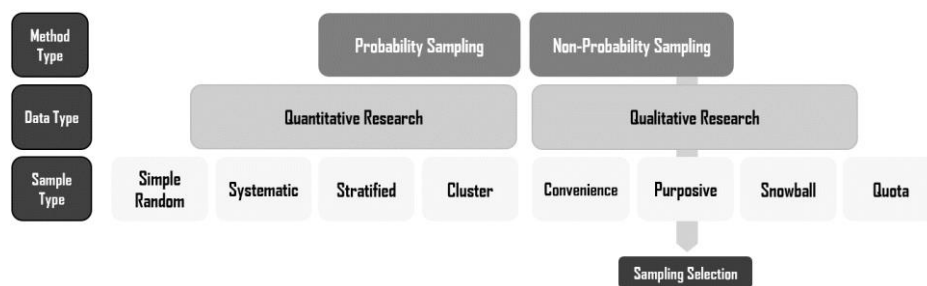 Method
Type
Probability Sampling
Non-Probability Sampling
Data Type
Quantitative Research
Qualitative Research
Sample
Type
Simple
Random
Systematic
Stratified
Cluster
Convenience
Purposive
Snowball
Quota
Sampling Selection